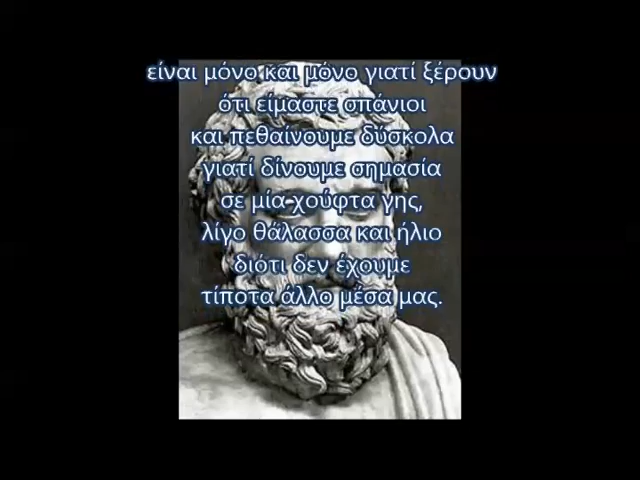 είναι μόνο και μόνο γιατί ξέρουν
ότι είμαστε σπάνιοι
και πεθαίνουμε δύσκολα
γιατί δίνουμε σημασία
σε μία χούφτα γης,
λίγο θάλασσα και ήλιο
διότι δεν έχουμε
τίποτα άλλο μέσα μας.